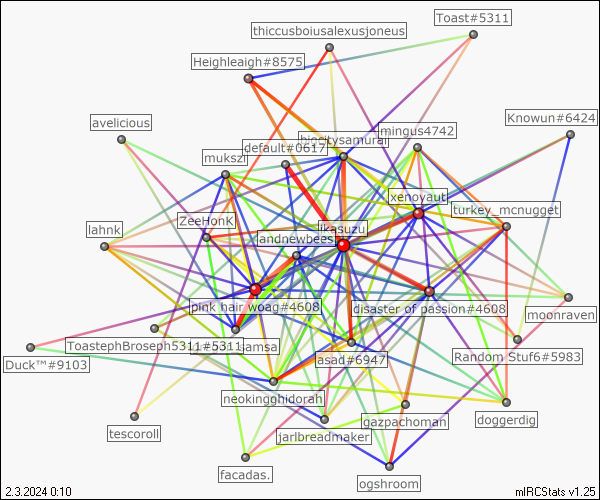 Toast#5311
thiccusboiusalexusjoneus
Heighleaigh#8575
Knowun#6424
avelicious
mingus4742
bigcitysamurai
default#0617
mukszi
xenoyaut
turkey_mcnugget
ZeeHonk
ikasuzu
lahnk
landnewbees
pink hair woag#4608
disaster of passion#4608
moonraven
ToastephBroseph5311#5311
iamsa
asad#6947
Random Stuf6#5983
Duck™#9103
neokingghidorah
gazpachoman
doggerdig
tescoroll
jarlbreadmaker
facadas.
ogshroom
2.3.2024 0:10
mIRCStats v1.25